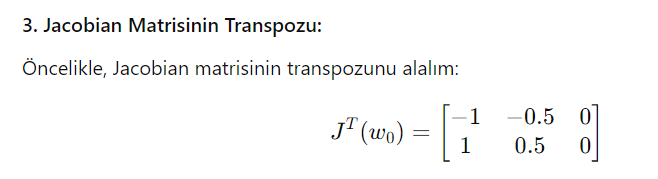 3. Jacobian Matrisinin Transpozu:
Öncelikle, Jacobian matrisinin transpozunu alalım:
J^T(w_0) = [ −1 −0.5 0
1 0.5 0 ]